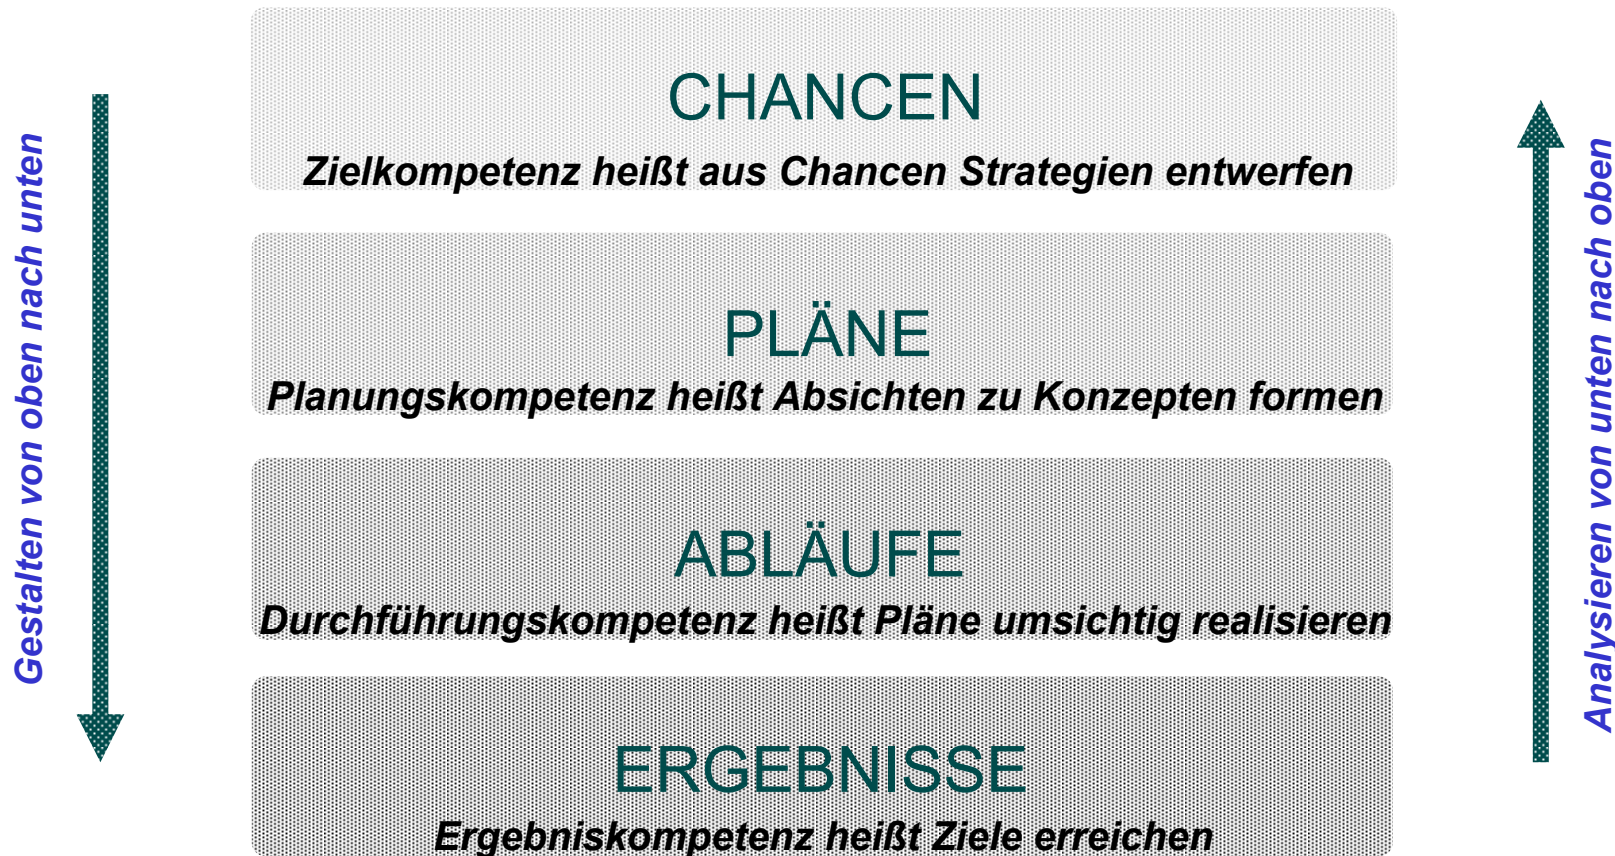 Gestalten von oben nach unten
CHANCEN
Zielkompetenz heißt aus Chancen Strategien entwerfen
PLÄNE
Planungskompetenz heißt Absichten zu Konzepten formen
ABLÄUFE
Durchführungskompetenz heißt Pläne umsichtig realisieren
ERGEBNISSE
Ergebniskompetenz heißt Ziele erreichen
Analysieren von unten nach oben